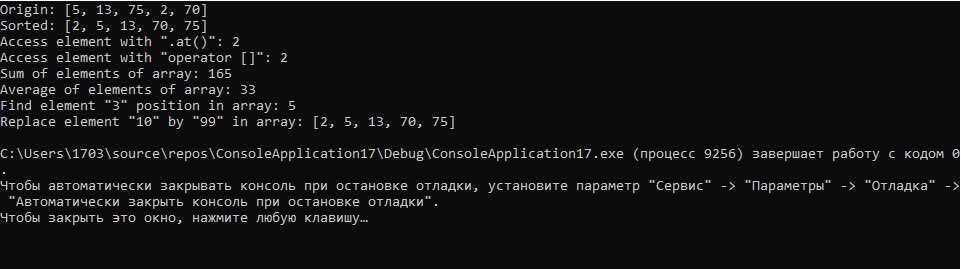 Origin: [5, 13, 75, 2, 70]
Sorted: [2, 5, 13, 70, 75]
Access element with ".at()": 2
Access element with "operator []": 2
Sum of elements of array: 165
Average of elements of array: 33
Find element "3" position in array: 5
Replace element "10" by "99" in array: [2, 5, 13, 70, 75]
C:\Users\1703\source\repos\ConsoleApplication17\Debug\ConsoleApplication17.exe (процесс 9256) завершает работу с кодом 0
.
Чтобы автоматически закрывать консоль при остановке отладки, установите параметр "Сервис" -> "Параметры" -> "Отладка" ->
"Автоматически закрыть консоль при остановке отладки".
Чтобы закрыть это окно, нажмите любую клавишу…